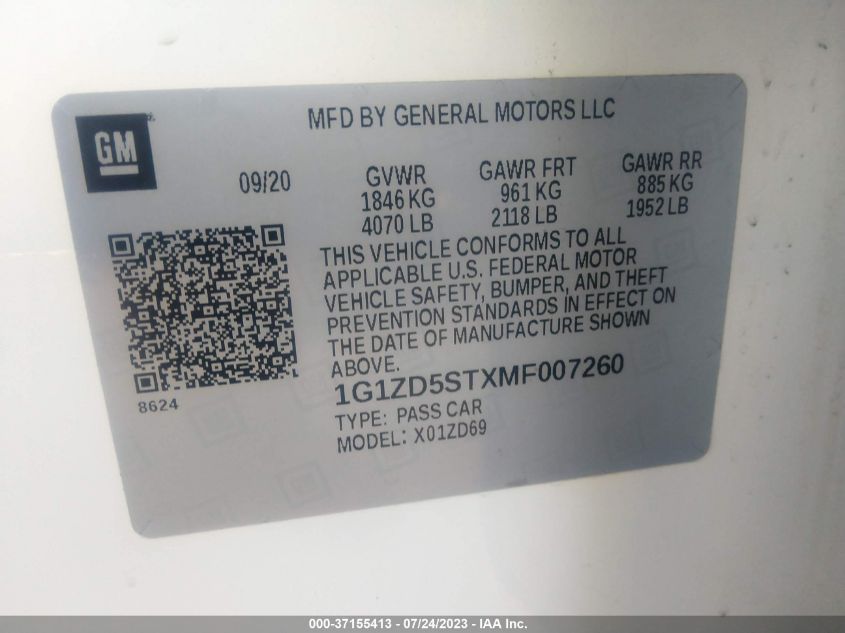 MFD BY GENERAL MOTORS LLC
GM
09/20
GVWR
1846 KG
4070 LB
GAWR FRT
961 KG
2118 LB
GAWR RR
885 KG
1952 LB
THIS VEHICLE CONFORMS TO ALL
APPLICABLE U.S. FEDERAL MOTOR
VEHICLE SAFETY, BUMPER, AND THEFT
PREVENTION STANDARDS IN EFFECT ON
THE DATE OF MANUFACTURE SHOWN
ABOVE.
8624
1G1ZD5STXMF007260
TYPE: PASS CAR
MODEL: X01ZD69
000-37155413 - 07/24/2023 - IAA Inc.